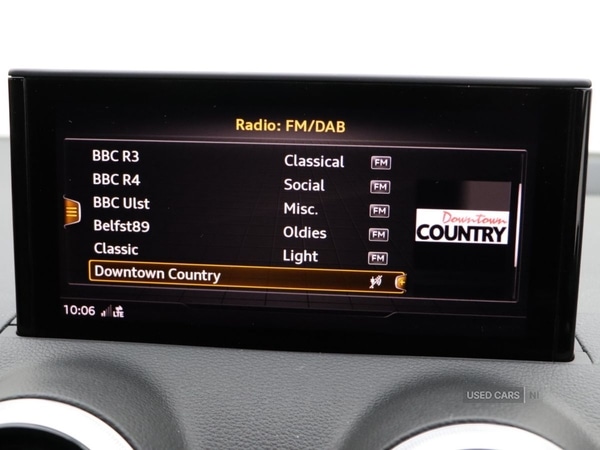 Radio: FM/DAB
BBC R3 Classical FM
BBC R4 Social FM
BBC Ulst Misc. FM
Belfst89 Oldies FM
Classic Light FM
Downtown Country
Downtown
COUNTRY
10:06 LTE
USED CARS NI